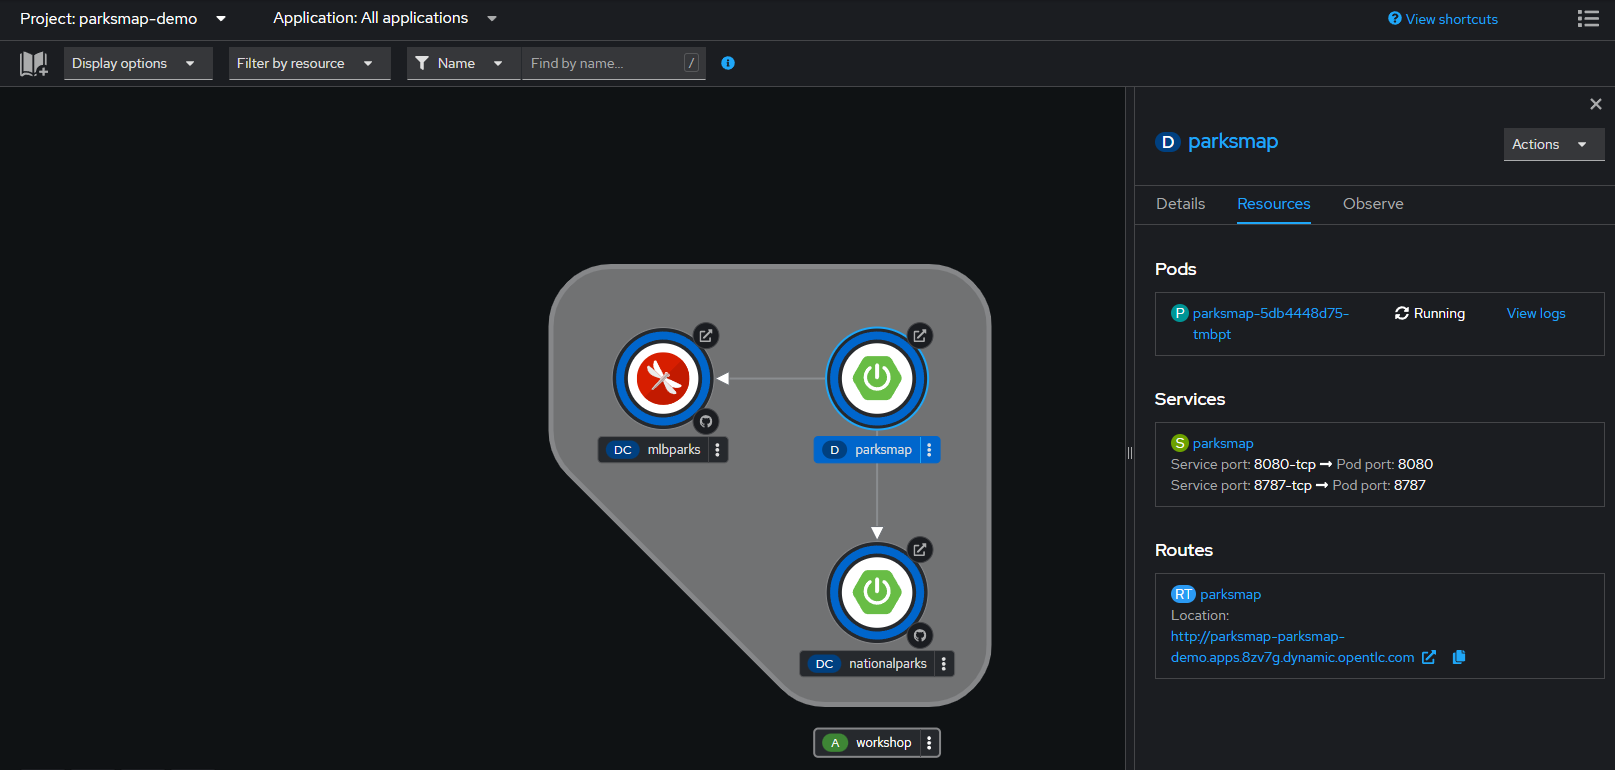 Project: parksmap-demo
Application: All applications
View shortcuts
Display options
Filter by resource
Name
Find by name...
/
parksmap
D
Actions
Details
Resources
Observe
Pods
P parksmap-5db4448d75-
tmbpt
Running
View logs
Services
S parksmap
Service port: 8080-tcp → Pod port: 8080
Service port: 8787-tcp → Pod port: 8787
Routes
RT parksmap
Location:
http://parksmap-parksmap-
demo.apps.8zv7g.dynamic.opentlc.com
DC mlbparks
D parksmap
DC nationalparks
A workshop